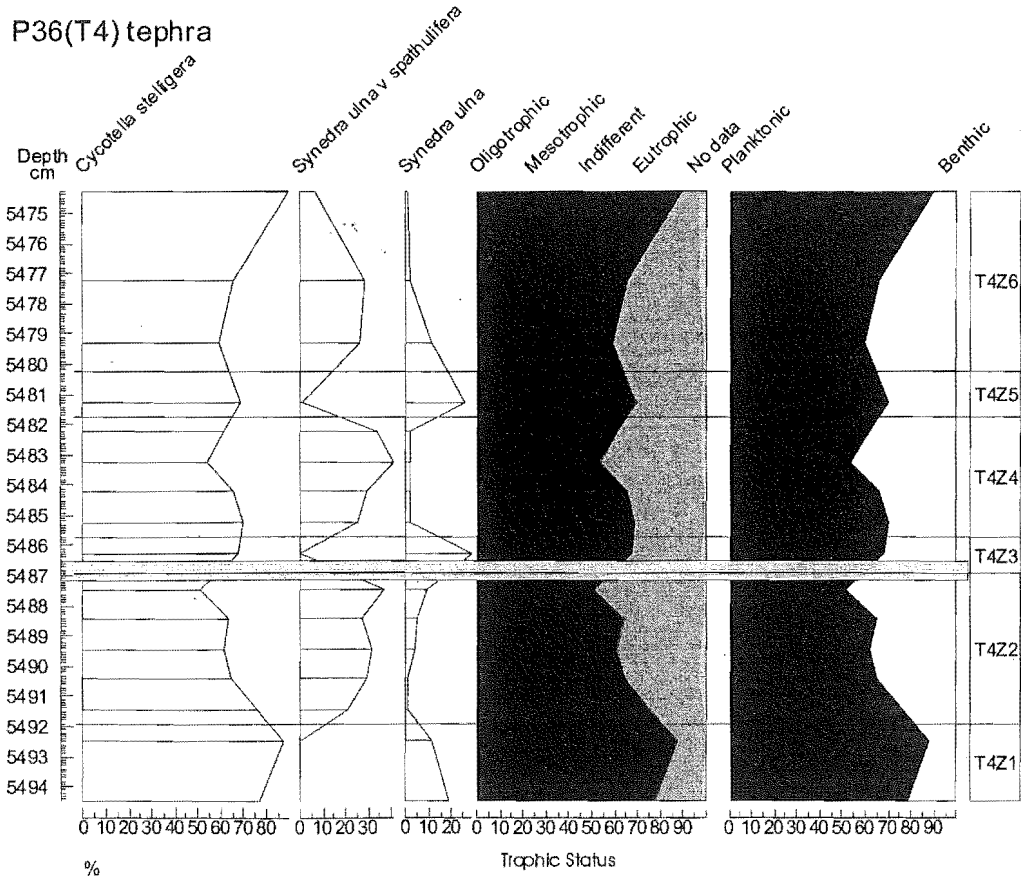 P36(T4) tephra
Depth
cm
Cycotella stelligera
Synedra ulna v spathulifera
Synedra ulna
Oligotrophic
Mesotrophic
Indifferent
Eutrophic
No data
Planktonic
Benthic
5475
5476
5477
5478
5479
5480
5481
5482
5483
5484
5485
5486
5487
5488
5489
5490
5491
5492
5493
5494
T4Z6
T4Z5
T4Z4
T4Z3
T4Z2
T4Z1
0 10 20 30 40 50 60 70 80
0 10 20 30
0 10 20
0 10 20 30 40 50 60 70 80 90
0 10 20 30 40 50 60 70 80 90
%
Trophic Status